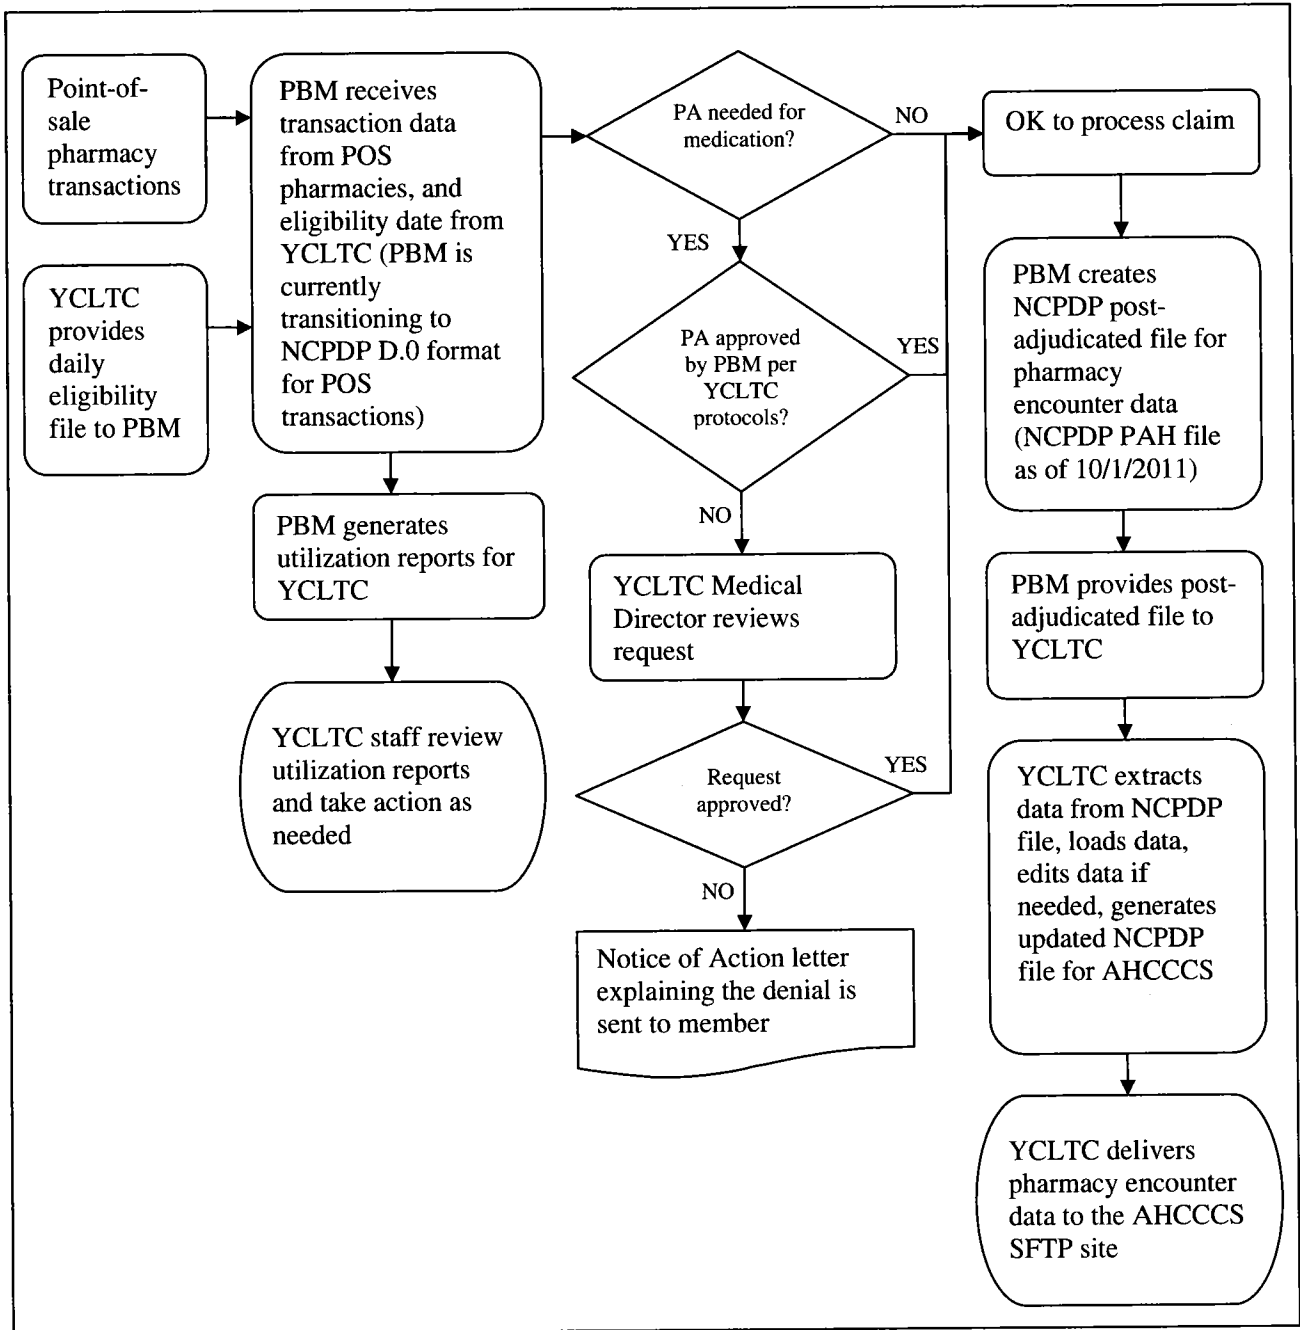 Point-of-
sale
pharmacy
transactions
YCLTC
provides
daily
eligibility
file to PBM
PBM receives
transaction data
from POS
pharmacies, and
eligibility date from
YCLTC (PBM is
currently
transitioning to
NCPDP D.0 format
for POS
transactions)
PBM generates
utilization reports for
YCLTC
YCLTC staff review
utilization reports
and take action as
needed
PA needed for
medication?
NO
YES
PA approved
by PBM per
YCLTC
protocols?
YES
NO
YCLTC Medical
Director reviews
request
Request
approved?
YES
NO
Notice of Action letter
explaining the denial is
sent to member
OK to process claim
PBM creates
NCPDP post-
adjudicated file for
pharmacy
encounter data
(NCPDP PAH file
as of 10/1/2011)
PBM provides post-
adjudicated file to
YCLTC
YCLTC extracts
data from NCPDP
file, loads data,
edits data if
needed, generates
updated NCPDP
file for AHCCCS
YCLTC delivers
pharmacy encounter
data to the AHCCCS
SFTP site